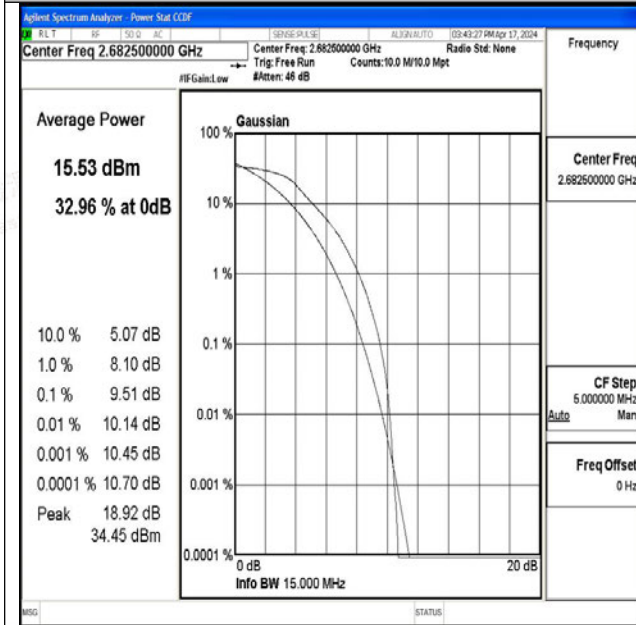 Agilent Spectrum Analyzer - Power Stat CCDF
RL T RF 50 Ω AC SENSE:PULSE ALIGNAUTO 03:43:27 PM Apr 17, 2024
Center Freq 2.682500000 GHz
Center Freq: 2.682500000 GHz Radio Std: None
Trig: Free Run Counts:10.0 M/10.0 Mpt
#IFGain:Low #Atten: 46 dB
Frequency
Average Power
15.53 dBm
32.96 % at 0dB
10.0 % 5.07 dB
1.0 % 8.10 dB
0.1 % 9.51 dB
0.01 % 10.14 dB
0.001 % 10.45 dB
0.0001 % 10.70 dB
Peak 18.92 dB
34.45 dBm
Gaussian
100 %
10 %
1 %
0.1 %
0.01 %
0.001 %
0.0001 %
0 dB 20 dB
Info BW 15.000 MHz
Center Freq
2.682500000 GHz
CF Step
5.000000 MHz
Auto Man
Freq Offset
0 Hz
MSG STATUS